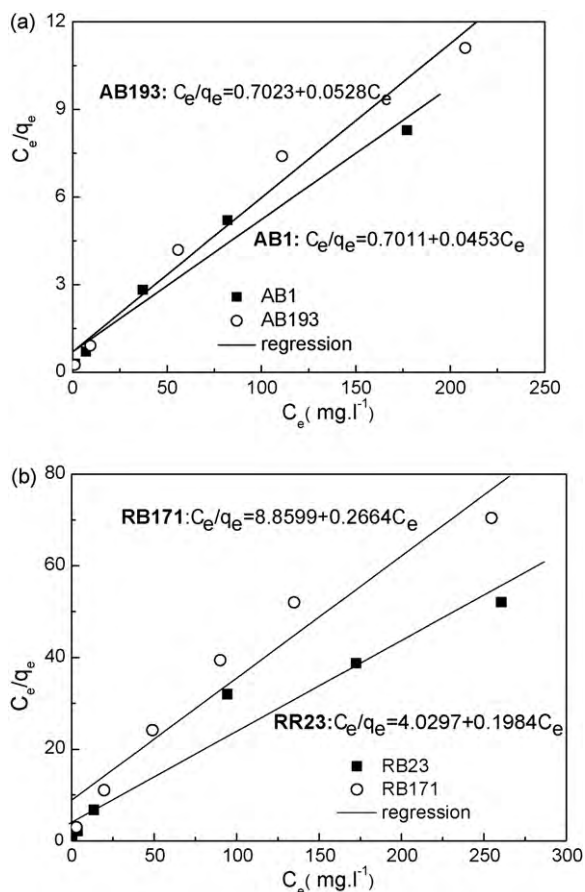 (a)
12
9
6
3
0
AB193: Ce/qe=0.7023+0.0528Ce
AB1: Ce/qe=0.7011+0.0453Ce
AB1
AB193
regression
Ce/qe
0 50 100 150 200 250
Ce( mg.l-1)
(b)
80
60
40
20
0
RB171:Ce/qe=8.8599+0.2664Ce
RR23:Ce/qe=4.0297+0.1984Ce
RB23
RB171
regression
Ce/qe
0 50 100 150 200 250 300
Ce( mg.l-1)